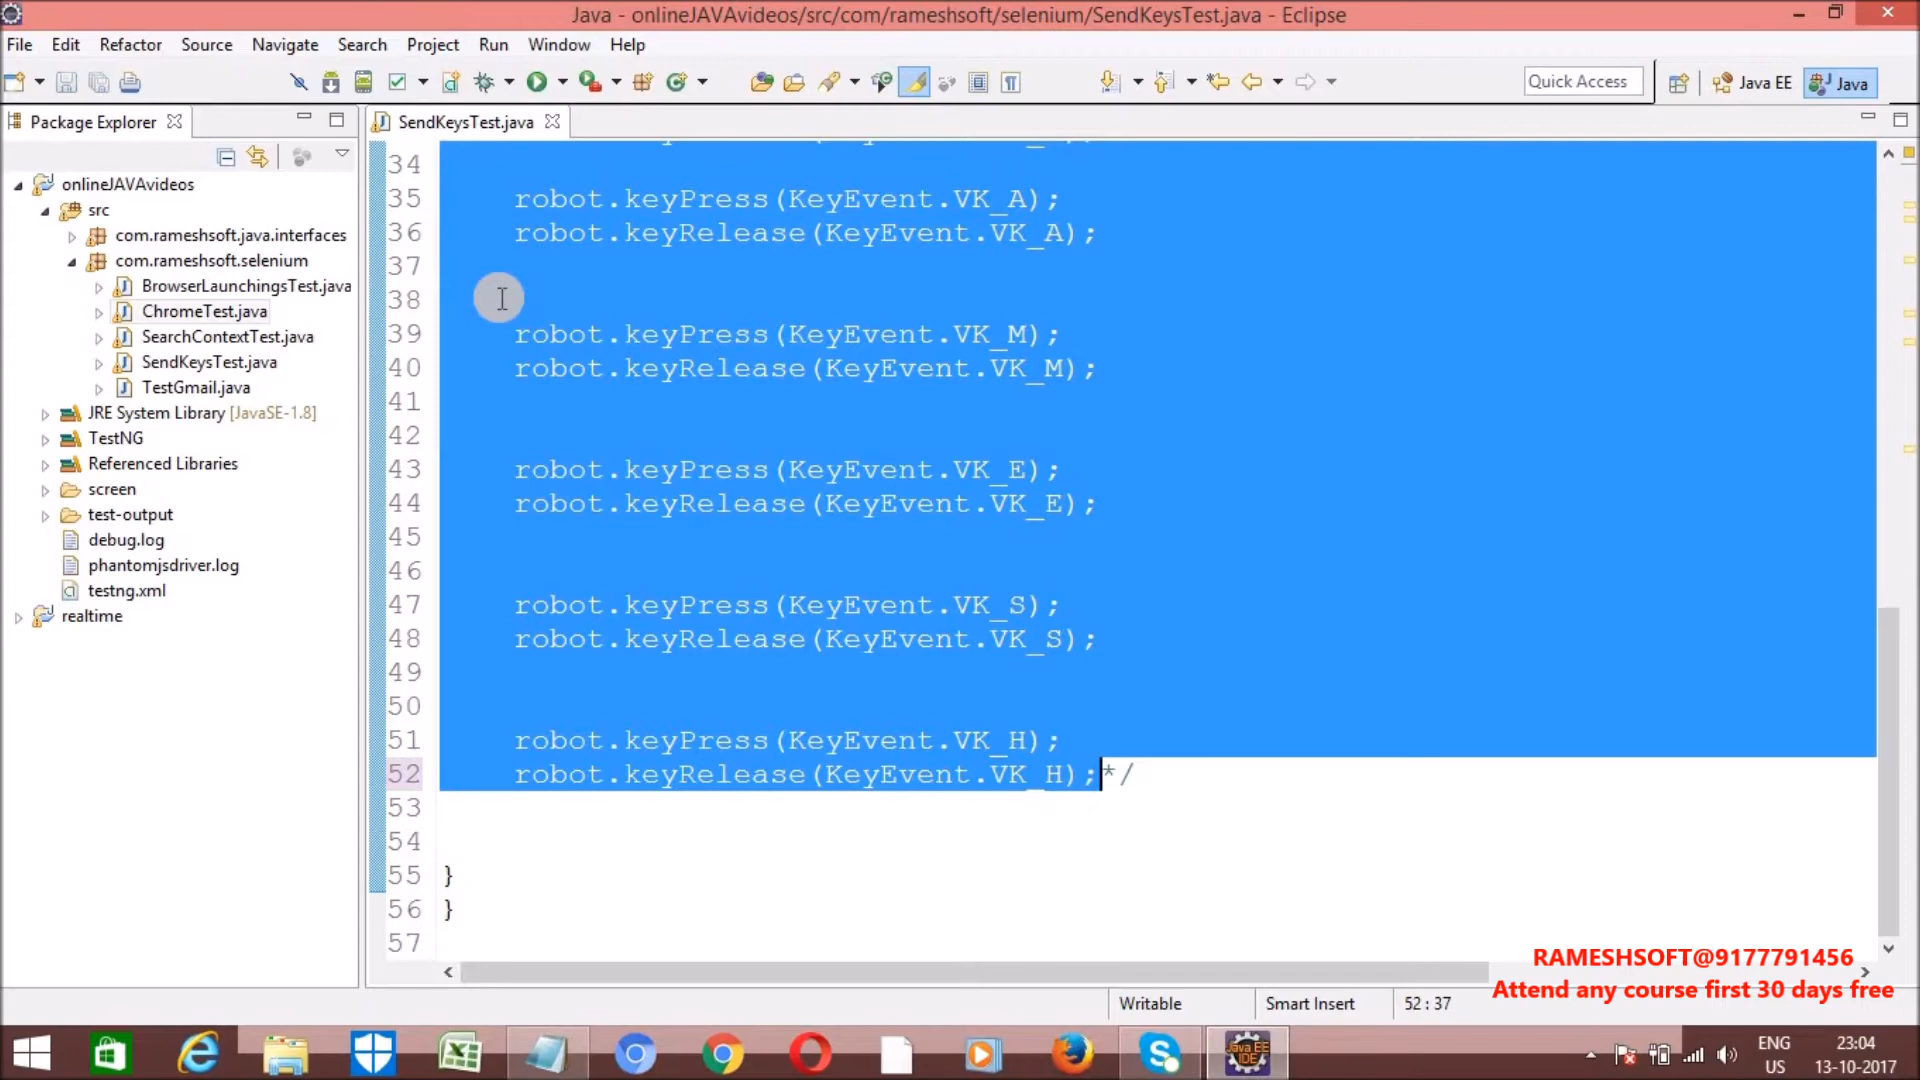 Java - onlineJAVAvideos/src/com/rameshsoft/selenium/SendKeysTest.java - Eclipse
File Edit Refactor Source Navigate Search Project Run Window Help
Quick Access
Java EE
Java
Package Explorer
SendKeysTest.java
onlineJAVAvideos
src
com.rameshsoft.java.interfaces
com.rameshsoft.selenium
BrowserLaunchingsTest.java
ChromeTest.java
SearchContextTest.java
SendKeysTest.java
TestGmail.java
JRE System Library [JavaSE-1.8]
TestNG
Referenced Libraries
screen
test-output
debug.log
phantomjsdriver.log
testng.xml
realtime
34
35 robot.keyPress(KeyEvent.VK_A);
36 robot.keyRelease(KeyEvent.VK_A);
37
38
39 robot.keyPress(KeyEvent.VK_M);
40 robot.keyRelease(KeyEvent.VK_M);
41
42
43 robot.keyPress(KeyEvent.VK_E);
44 robot.keyRelease(KeyEvent.VK_E);
45
46
47 robot.keyPress(KeyEvent.VK_S);
48 robot.keyRelease(KeyEvent.VK_S);
49
50
51 robot.keyPress(KeyEvent.VK_H);
52 robot.keyRelease(KeyEvent.VK_H);*/
53
54
55 }
56 }
57
RAMESHSOFT@9177791456
Attend any course first 30 days free
Writable Smart Insert 52 : 37
Java EE
IDE
ENG
US
23:04
13-10-2017